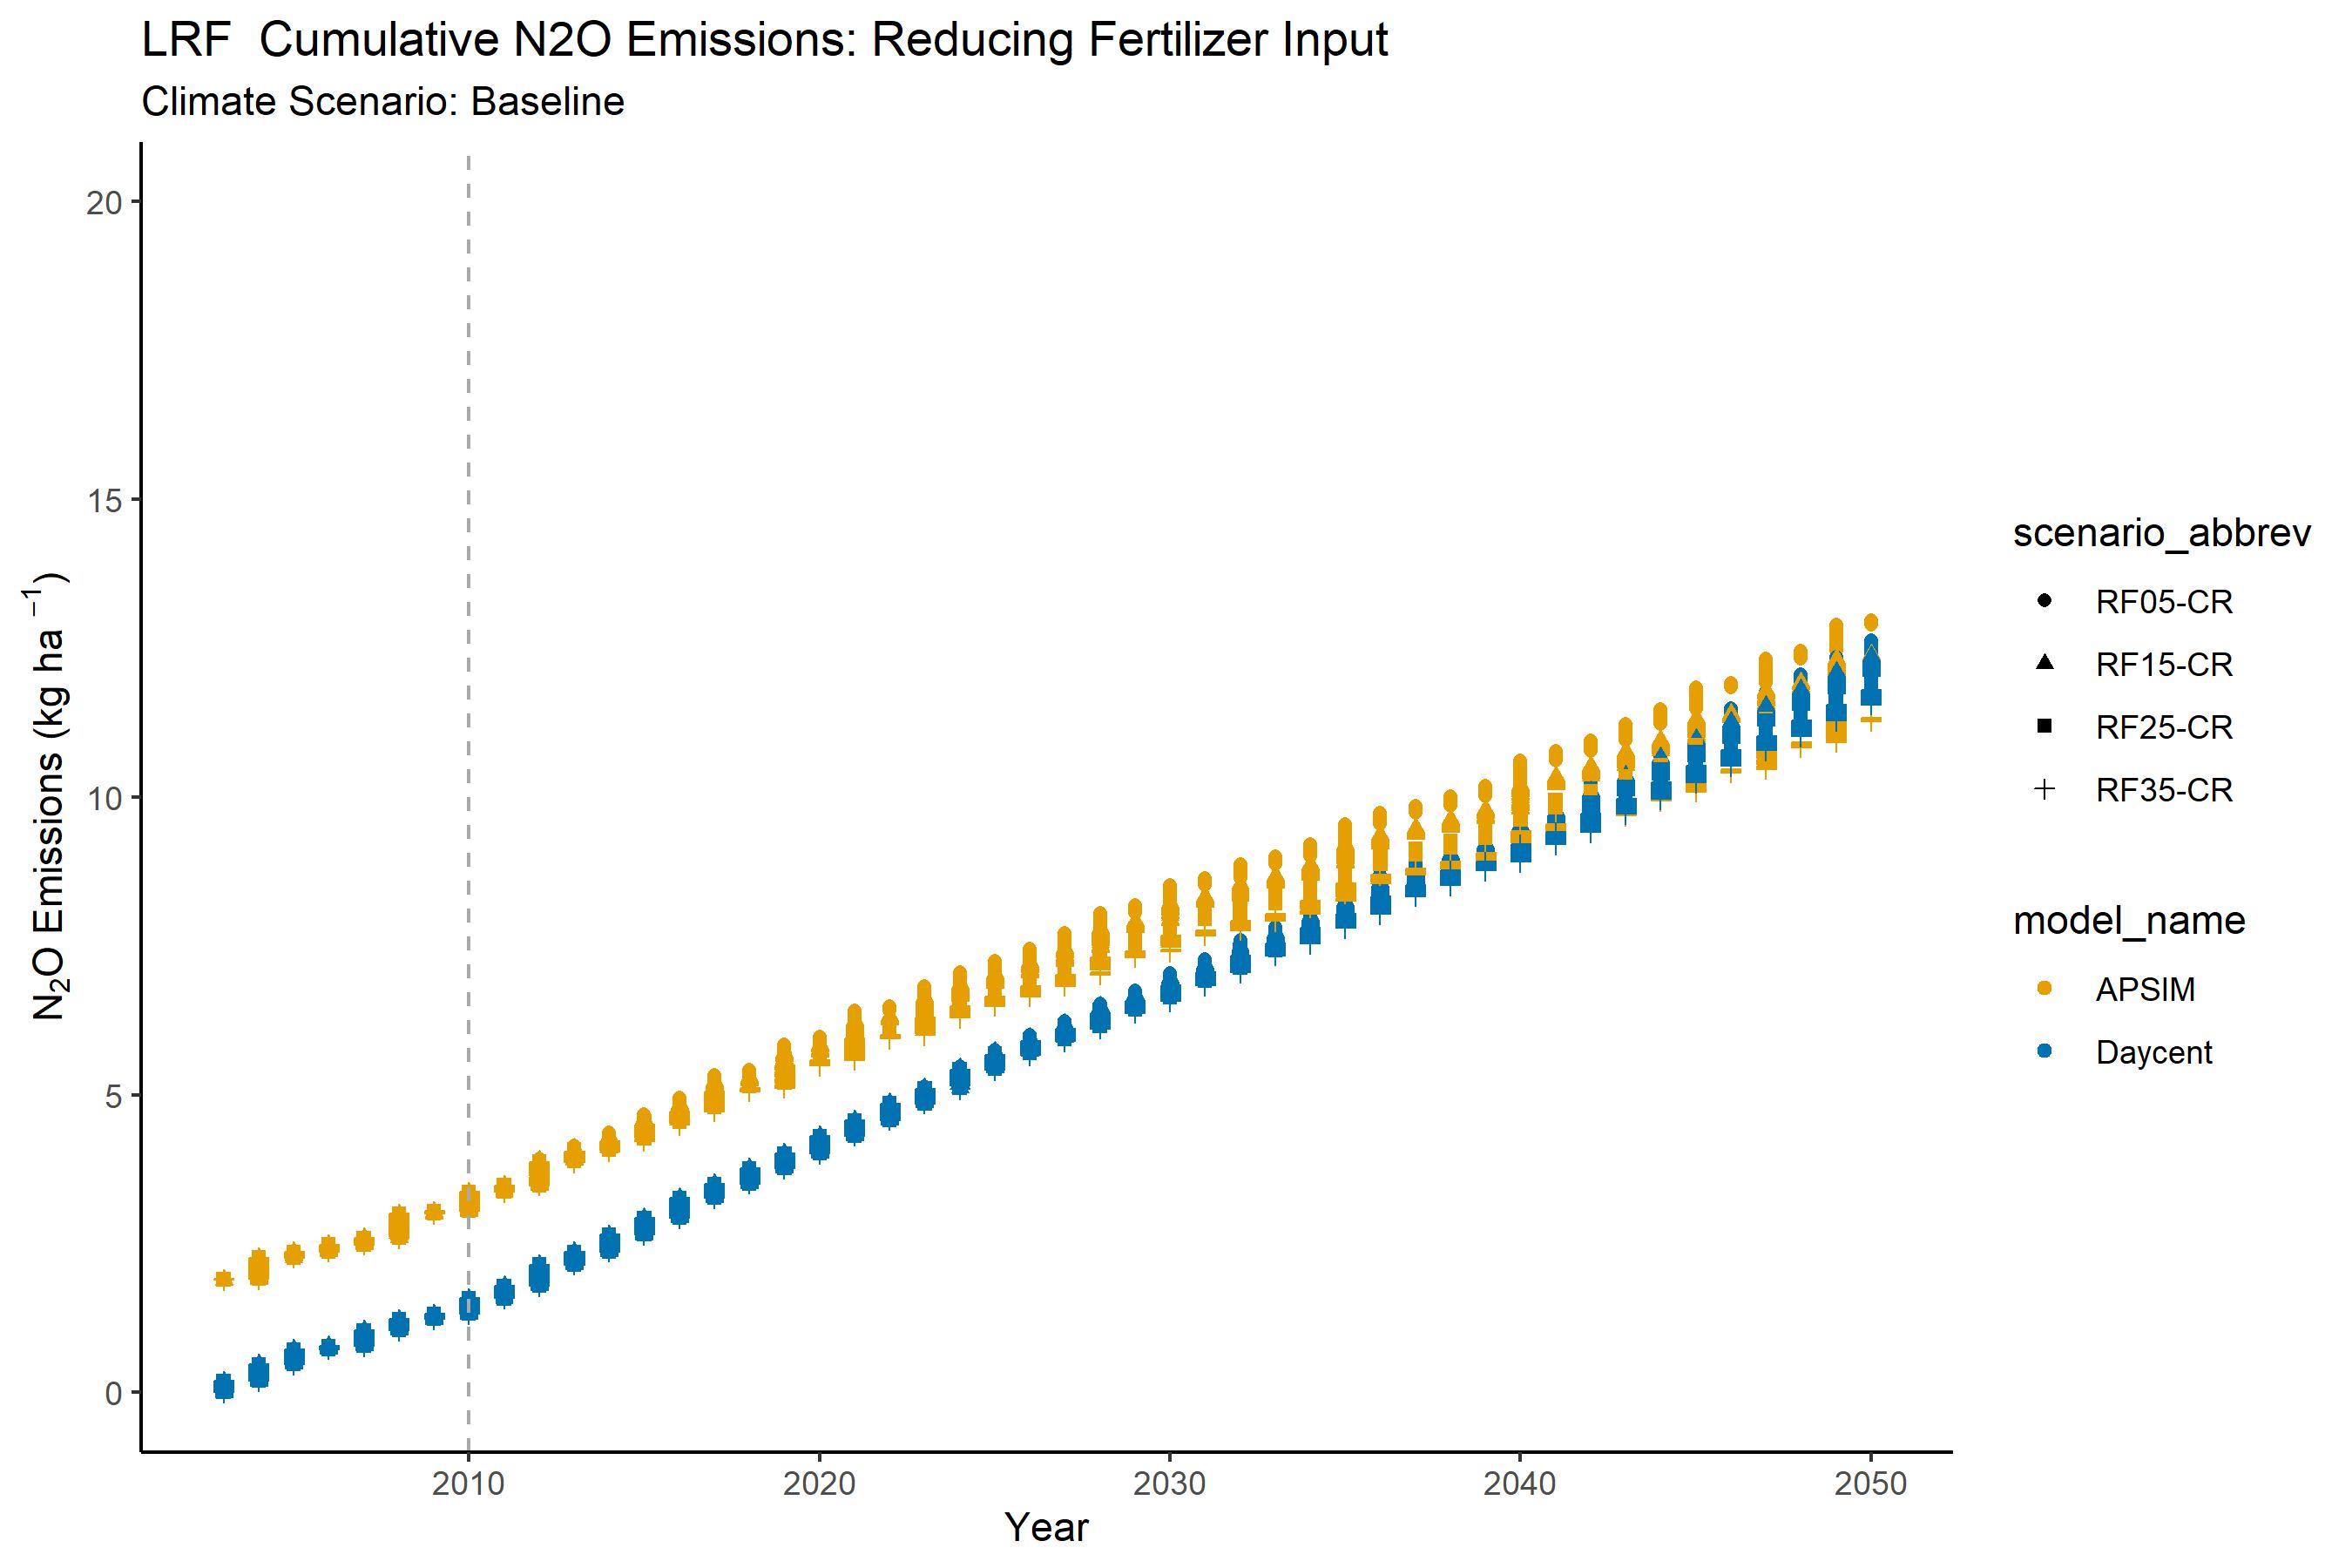 LRF  Cumulative N2O Emissions: Reducing Fertilizer Input
Climate Scenario: Baseline
N₂O Emissions (kg ha ⁻¹)
20
15
10
5
0
2010
2020
2030
2040
2050
Year
scenario_abbrev
RF05-CR
RF15-CR
RF25-CR
RF35-CR
model_name
APSIM
Daycent